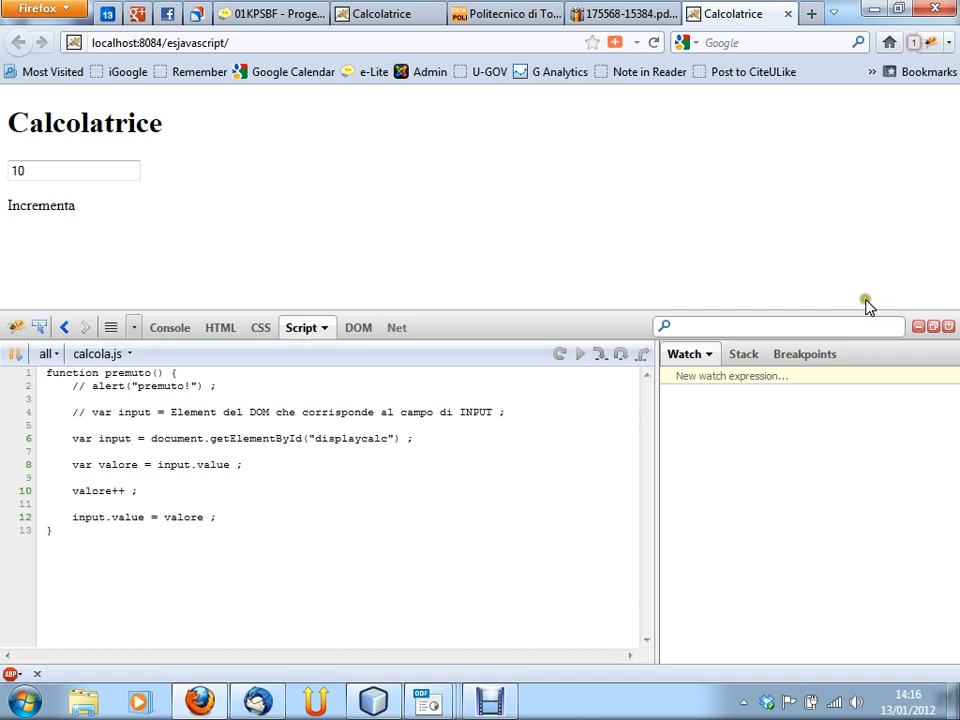 Firefox
13
01KPSBF - Proge...
Calcolatrice
Politecnico di To...
175568-15384.pd...
Calcolatrice
localhost:8084/esjavascript/
Google
1
Most Visited
iGoogle
Remember
Google Calendar
e-Lite
Admin
U-GOV
G Analytics
Note in Reader
Post to CiteULike
»
Bookmarks
Calcolatrice
10
Incrementa
Console
HTML
CSS
Script
DOM
Net
all
calcola.js
Watch
Stack
Breakpoints
New watch expression...
1 function premuto() {
2 // alert("premuto!") ;
3
4 // var input = Element del DOM che corrisponde al campo di INPUT ;
5
6 var input = document.getElementById("displaycalc") ;
7
8 var valore = input.value ;
9
10 valore++ ;
11
12 input.value = valore ;
13 }
ABP
ODF
14:16
13/01/2012